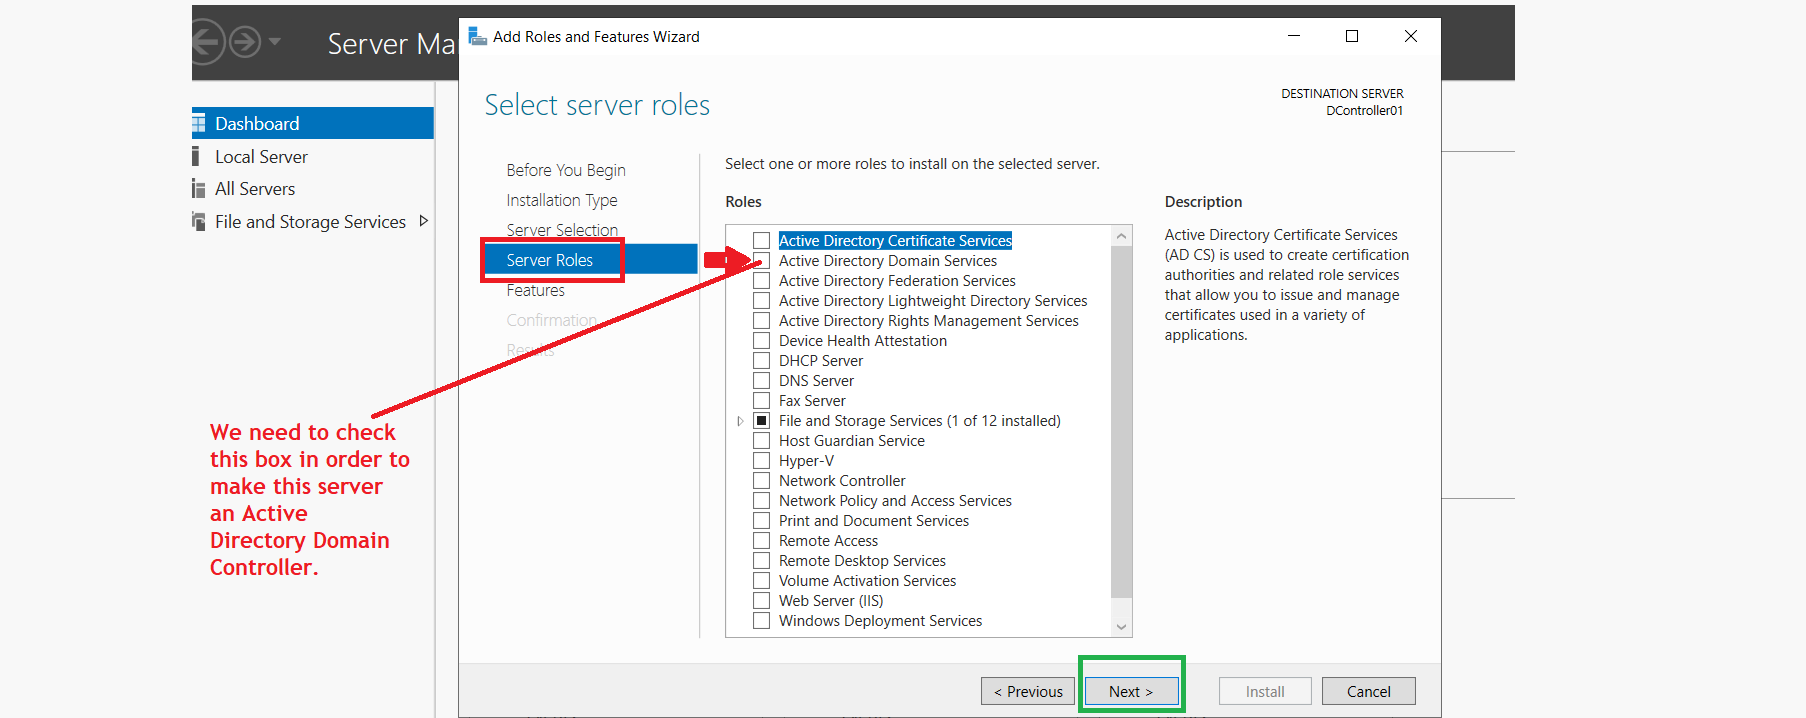 Server Ma
Add Roles and Features Wizard
Select server roles
DESTINATION SERVER
DController01
Dashboard
Local Server
All Servers
File and Storage Services
Before You Begin
Installation Type
Server Selection
Server Roles
Features
Confirmation
Results
Select one or more roles to install on the selected server.
Roles
Active Directory Certificate Services
Active Directory Domain Services
Active Directory Federation Services
Active Directory Lightweight Directory Services
Active Directory Rights Management Services
Device Health Attestation
DHCP Server
DNS Server
Fax Server
File and Storage Services (1 of 12 installed)
Host Guardian Service
Hyper-V
Network Controller
Network Policy and Access Services
Print and Document Services
Remote Access
Remote Desktop Services
Volume Activation Services
Web Server (IIS)
Windows Deployment Services
Description
Active Directory Certificate Services
(AD CS) is used to create certification
authorities and related role services
that allow you to issue and manage
certificates used in a variety of
applications.
We need to check
this box in order to
make this server
an Active
Directory Domain
Controller.
< Previous
Next >
Install
Cancel